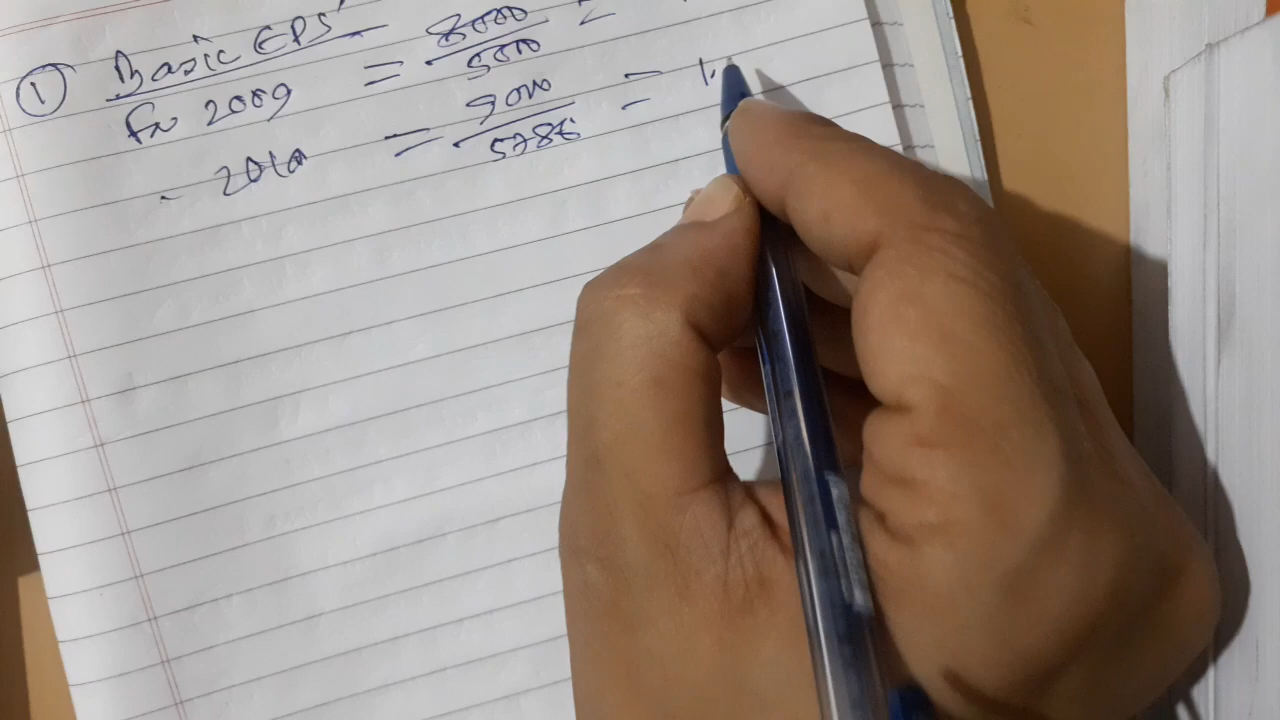 ① Basic EPS
for 2009 = 8000/5000 =
" 2010 = 9000/5786 = 1.